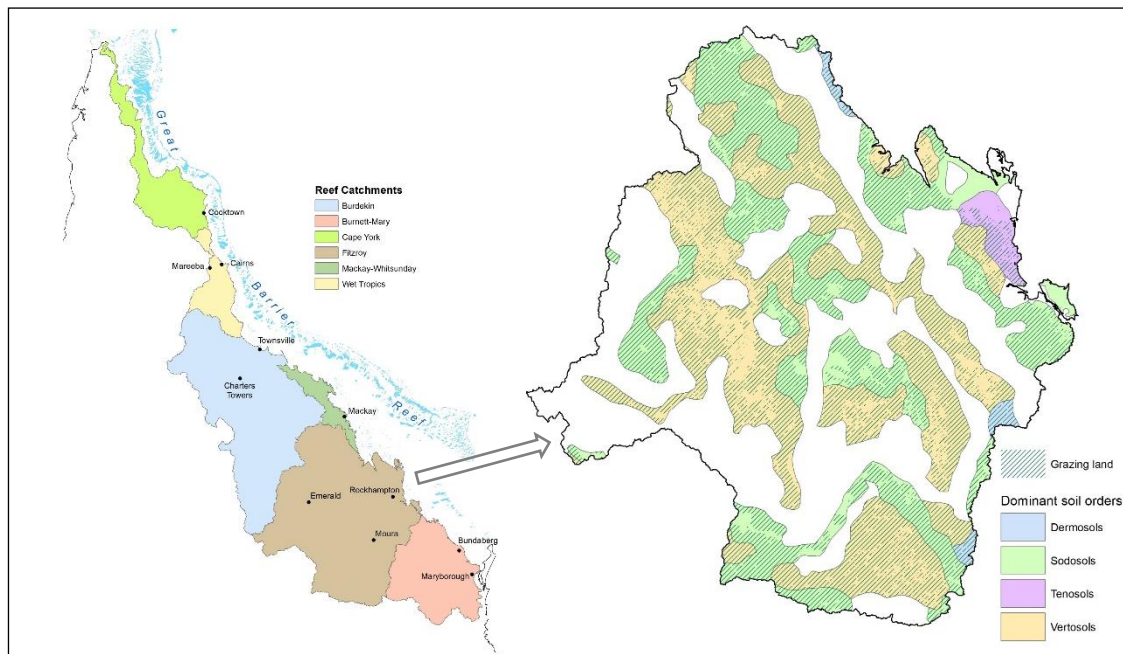 Great
Barrier
Reef
Cocktown
Cairns
Mareeba
Townsville
Charters
Towers
Mackay
Rockhampton
Emerald
Moura
Bundaberg
Maryborough
Reef Catchments
Burdekin
Burnett-Mary
Cape York
Fitzroy
Mackay-Whitsunday
Wet Tropics
Grazing land
Dominant soil orders
Dermosols
Sodosols
Tenosols
Vertosols